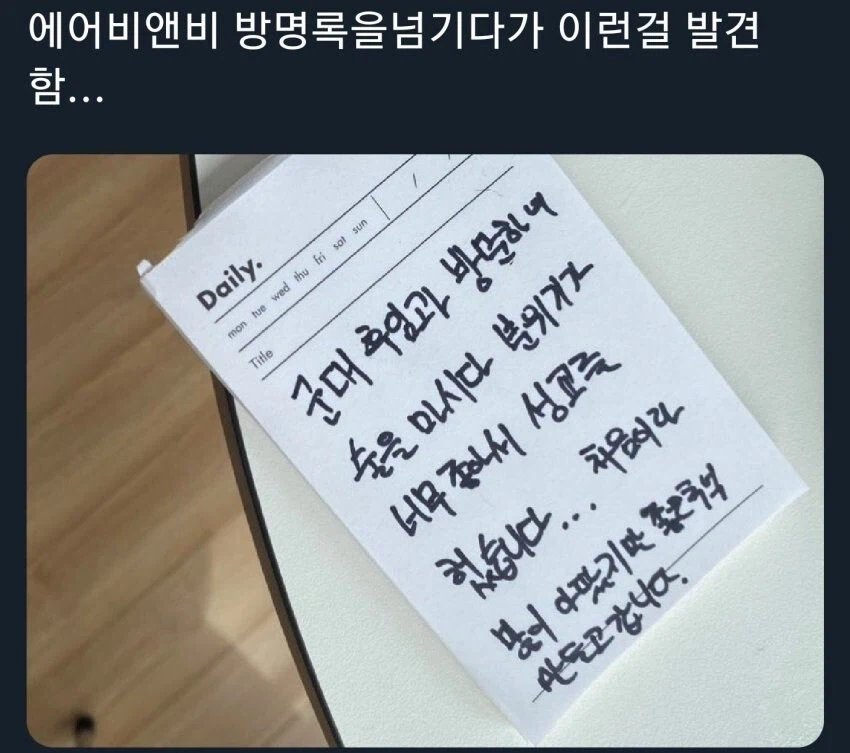 에어비앤비 방명록을넘기다가 이런걸 발견
함...
Daily.
mon tue wed thu fri sat sun
Title
군대 후임과 방문하여
술을 마시다 분위기가
너무 좋아서 성교를
했습니다... 처음이라
많이 아팠지만 좋은추억
만들고갑니다.